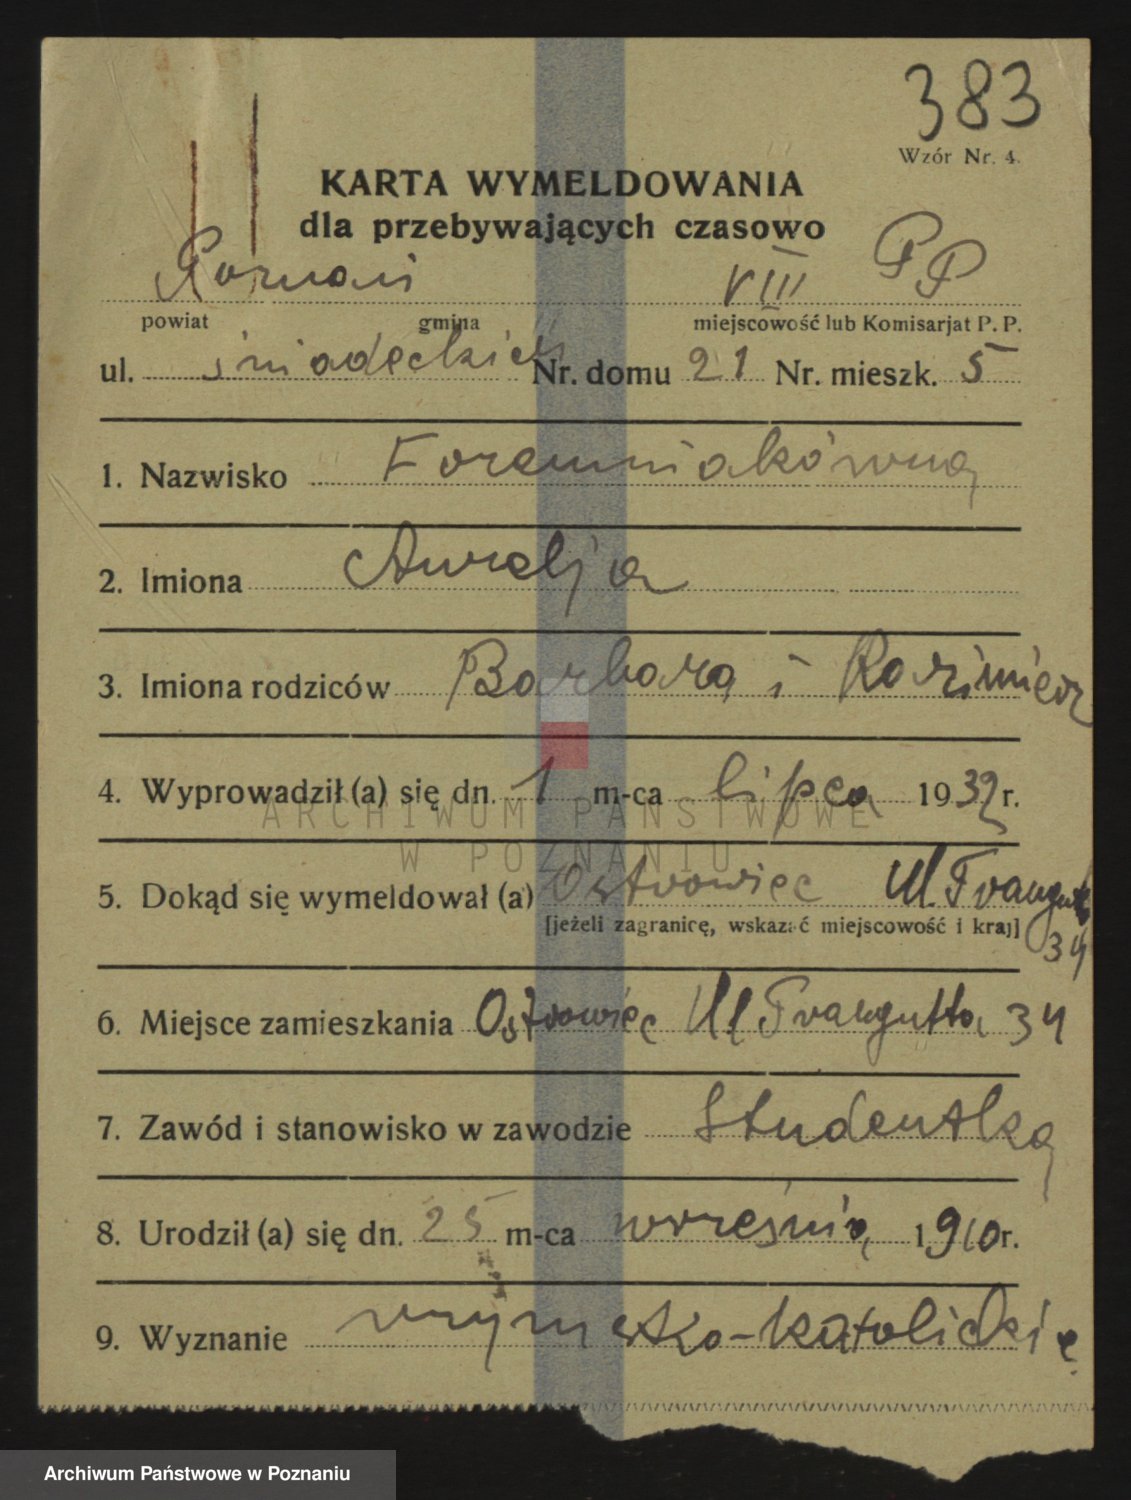 383
Wzór Nr. 4.
KARTA WYMELDOWANIA
dla przebywających czasowo
Poznań VIII PP
powiat gmina miejscowość lub Komisarjat P. P.
ul. Śniadeckich Nr. domu 21 Nr. mieszk. 5
1. Nazwisko Foremniakówna
2. Imiona Aurelja
3. Imiona rodziców Barbara i Kazimierz
4. Wyprowadził (a) się dn. 1 m-ca lipca 1932 r.
ARCHIWUM PAŃSTWOWE
W POZNANIU
5. Dokąd się wymeldował (a) Ostrowiec Ul. Traugutta
[jeżeli zagranicę, wskazać miejscowość i kraj]
34
6. Miejsce zamieszkania Ostrowiec Ul Traugutta 34
7. Zawód i stanowisko w zawodzie Studentka
8. Urodził (a) się dn. 25 m-ca września 1910 r.
9. Wyznanie rzymsko-katolickie
Archiwum Państwowe w Poznaniu